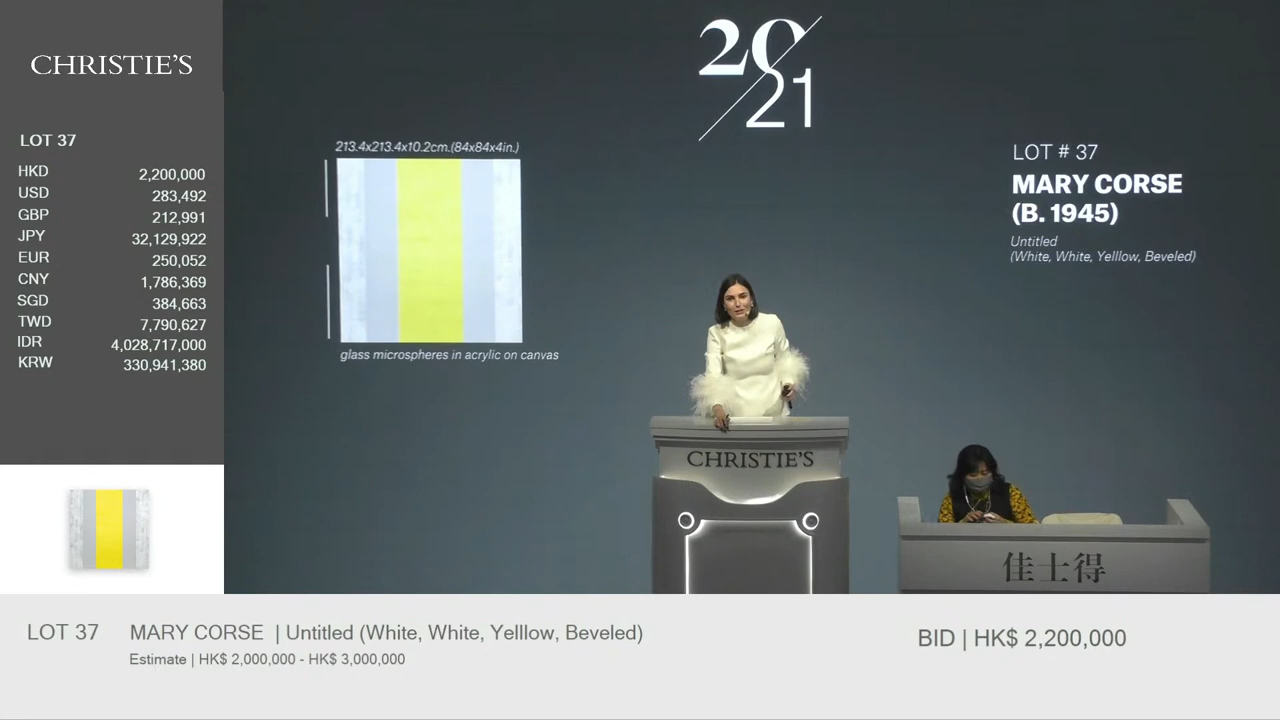 CHRISTIE'S
LOT 37
HKD 2,200,000
USD 283,492
GBP 212,991
JPY 32,129,922
EUR 250,052
CNY 1,786,369
SGD 384,663
TWD 7,790,627
IDR 4,028,717,000
KRW 330,941,380
20/21
213.4x213.4x10.2cm.(84x84x4in.)
glass microspheres in acrylic on canvas
LOT # 37
MARY CORSE
(B. 1945)
Untitled
(White, White, Yelllow, Beveled)
CHRISTIE'S
佳士得
LOT 37 MARY CORSE | Untitled (White, White, Yelllow, Beveled)
Estimate | HK$ 2,000,000 - HK$ 3,000,000
BID | HK$ 2,200,000